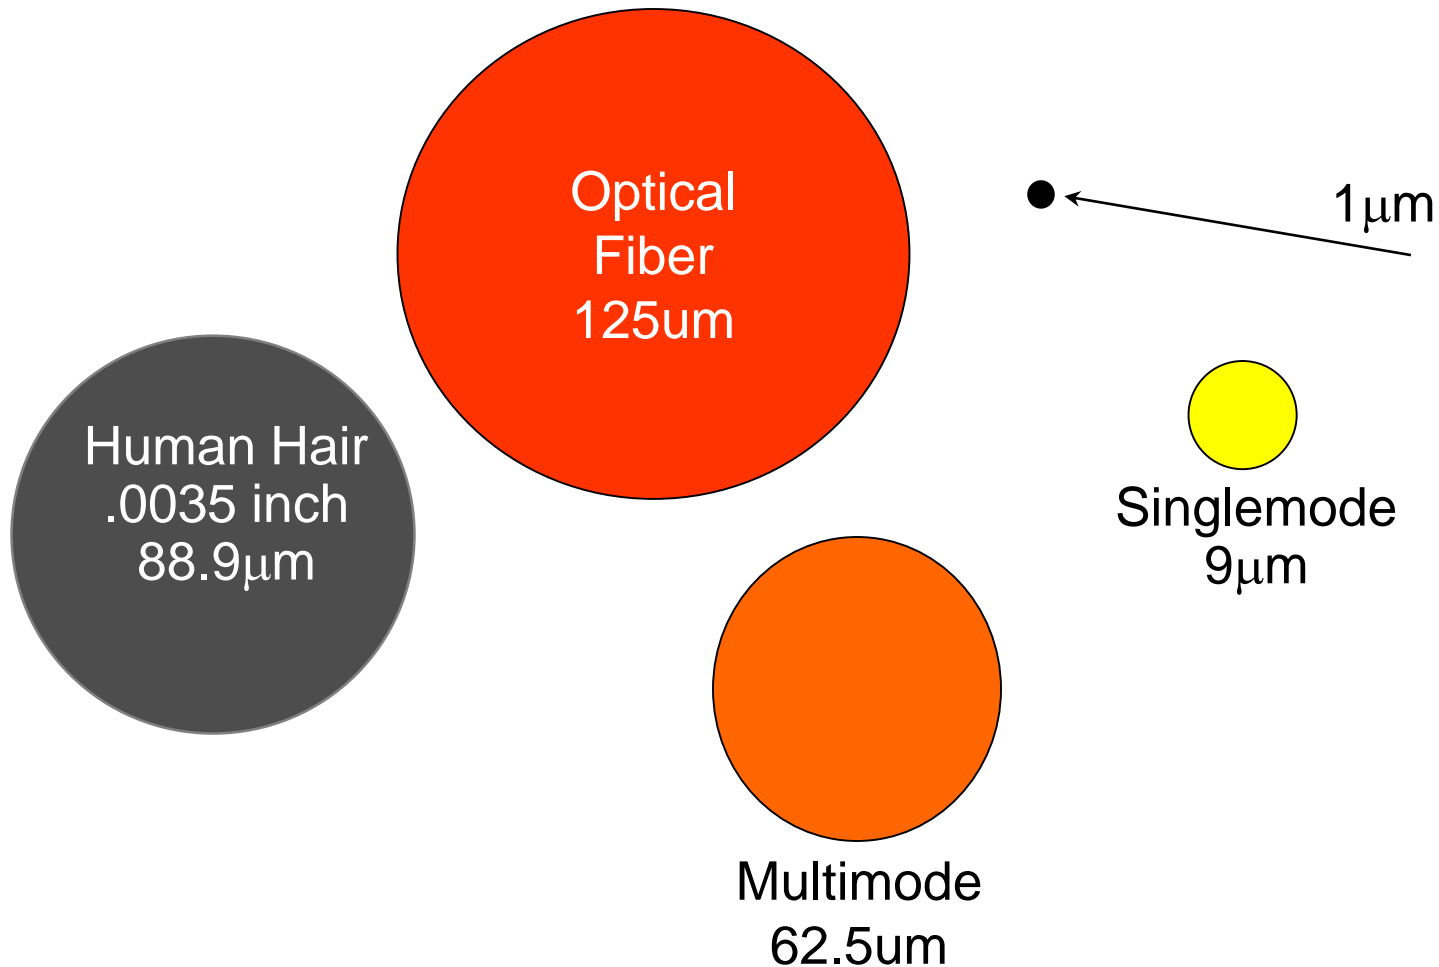 Optical
Fiber
125um
1μm
Human Hair
.0035 inch
88.9μm
Singlemode
9μm
Multimode
62.5um